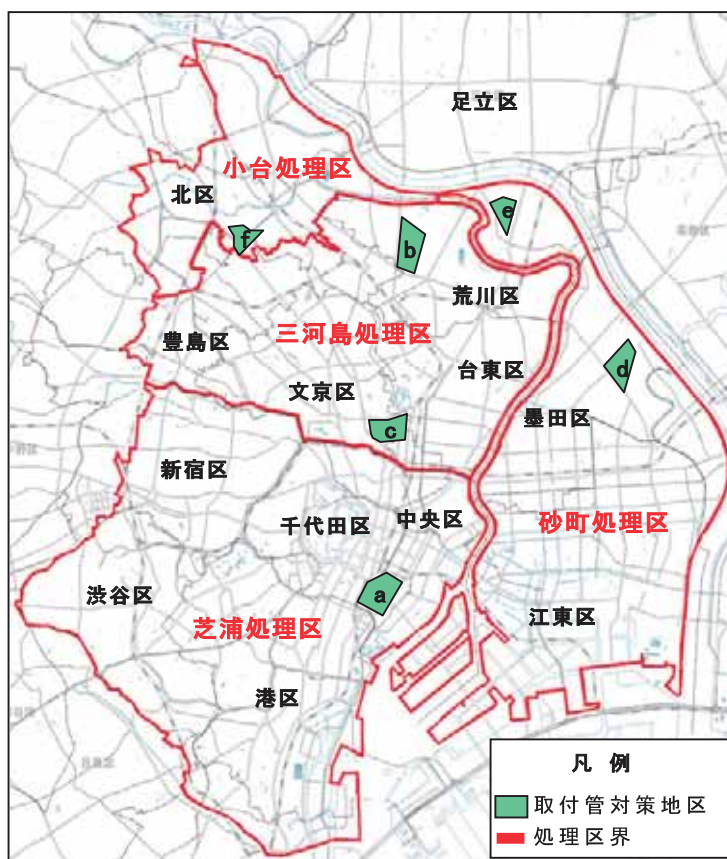 足立区
小台処理区
北区
e
f
b
荒川区
豊島区
三河島処理区
台東区
d
文京区
墨田区
c
新宿区
千代田区
中央区
砂町処理区
渋谷区
a
芝浦処理区
江東区
港区
凡 例
取付管対策地区
処理区界